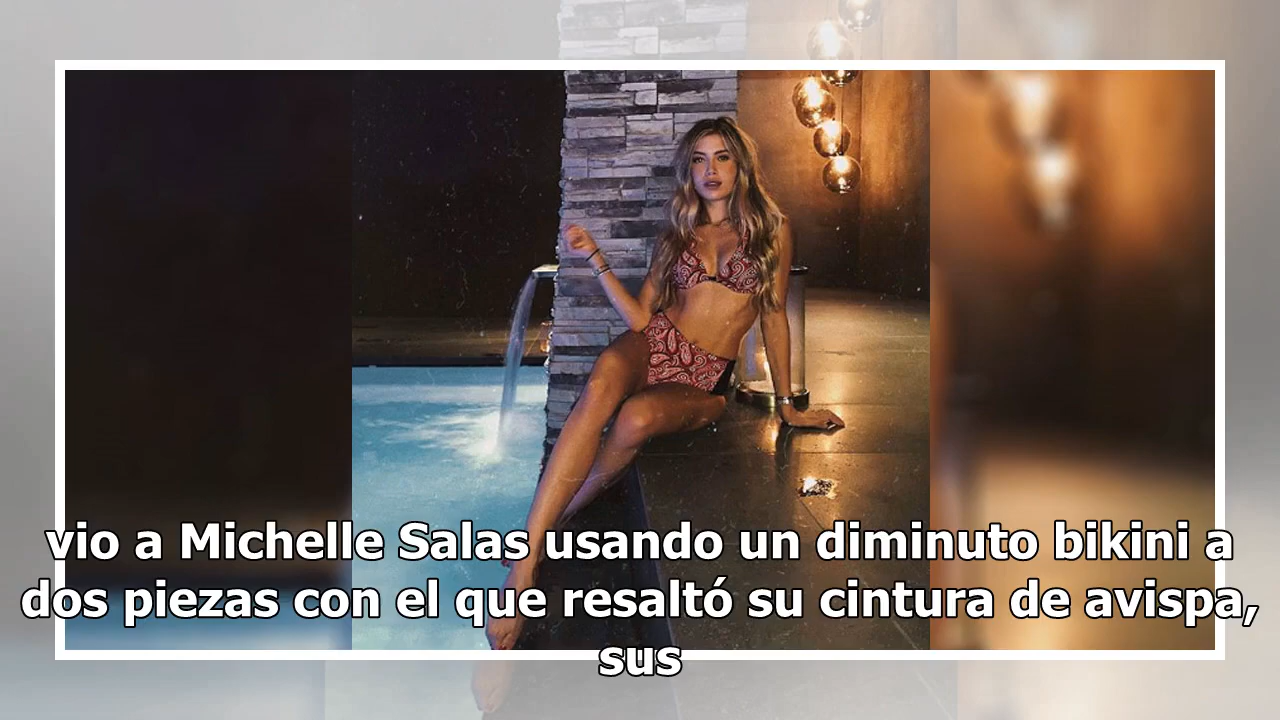 vio a Michelle Salas usando un diminuto bikini a
dos piezas con el que resaltó su cintura de avispa,
sus